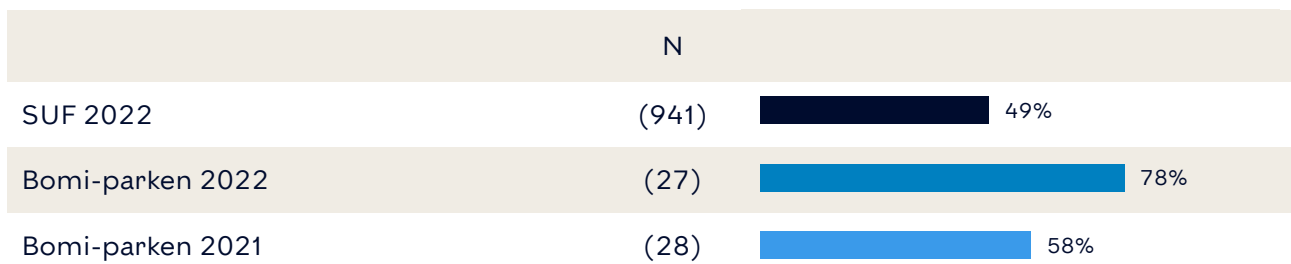 N
SUF 2022 (941) 49%
Bomi-parken 2022 (27) 78%
Bomi-parken 2021 (28) 58%